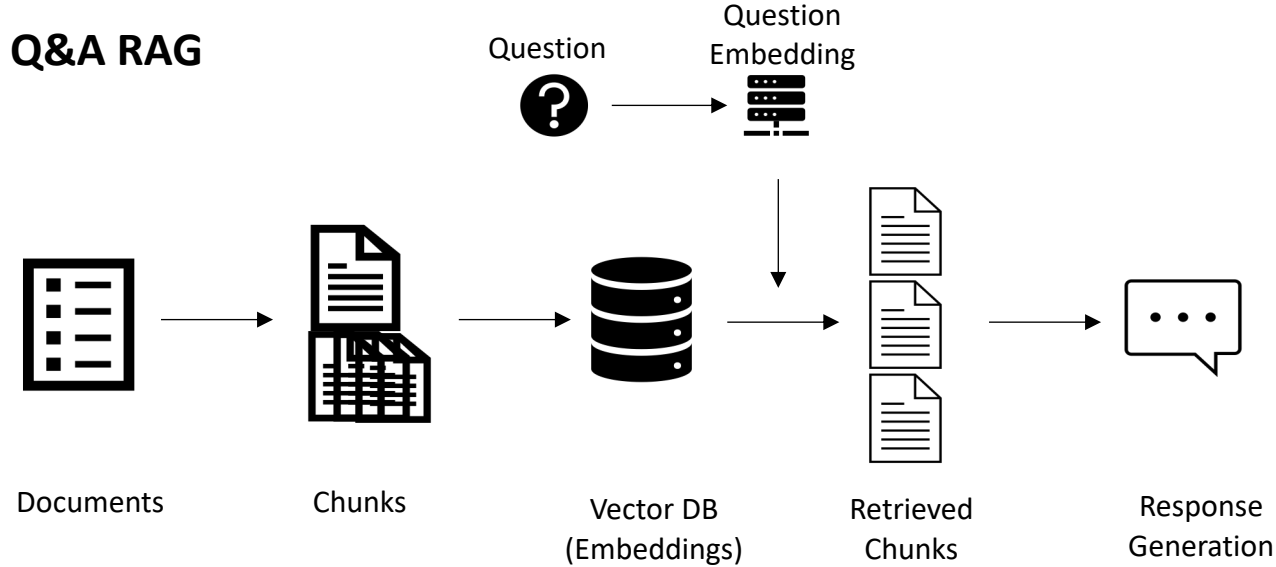 Q&A RAG
Question
Question
Embedding
Documents
Chunks
Vector DB
(Embeddings)
Retrieved
Chunks
Response
Generation